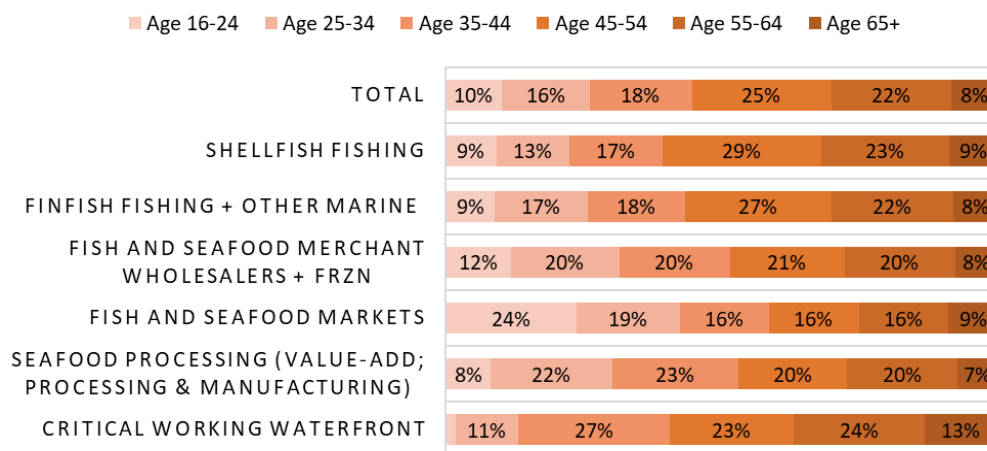 Age 16-24 Age 25-34 Age 35-44 Age 45-54 Age 55-64 Age 65+
TOTAL 10% 16% 18% 25% 22% 8%
SHELLFISH FISHING 9% 13% 17% 29% 23% 9%
FINFISH FISHING + OTHER MARINE 9% 17% 18% 27% 22% 8%
FISH AND SEAFOOD MERCHANT
WHOLESALERS + FRZN 12% 20% 20% 21% 20% 8%
FISH AND SEAFOOD MARKETS 24% 19% 16% 16% 16% 9%
SEAFOOD PROCESSING (VALUE-ADD;
PROCESSING & MANUFACTURING) 8% 22% 23% 20% 20% 7%
CRITICAL WORKING WATERFRONT 11% 27% 23% 24% 13%